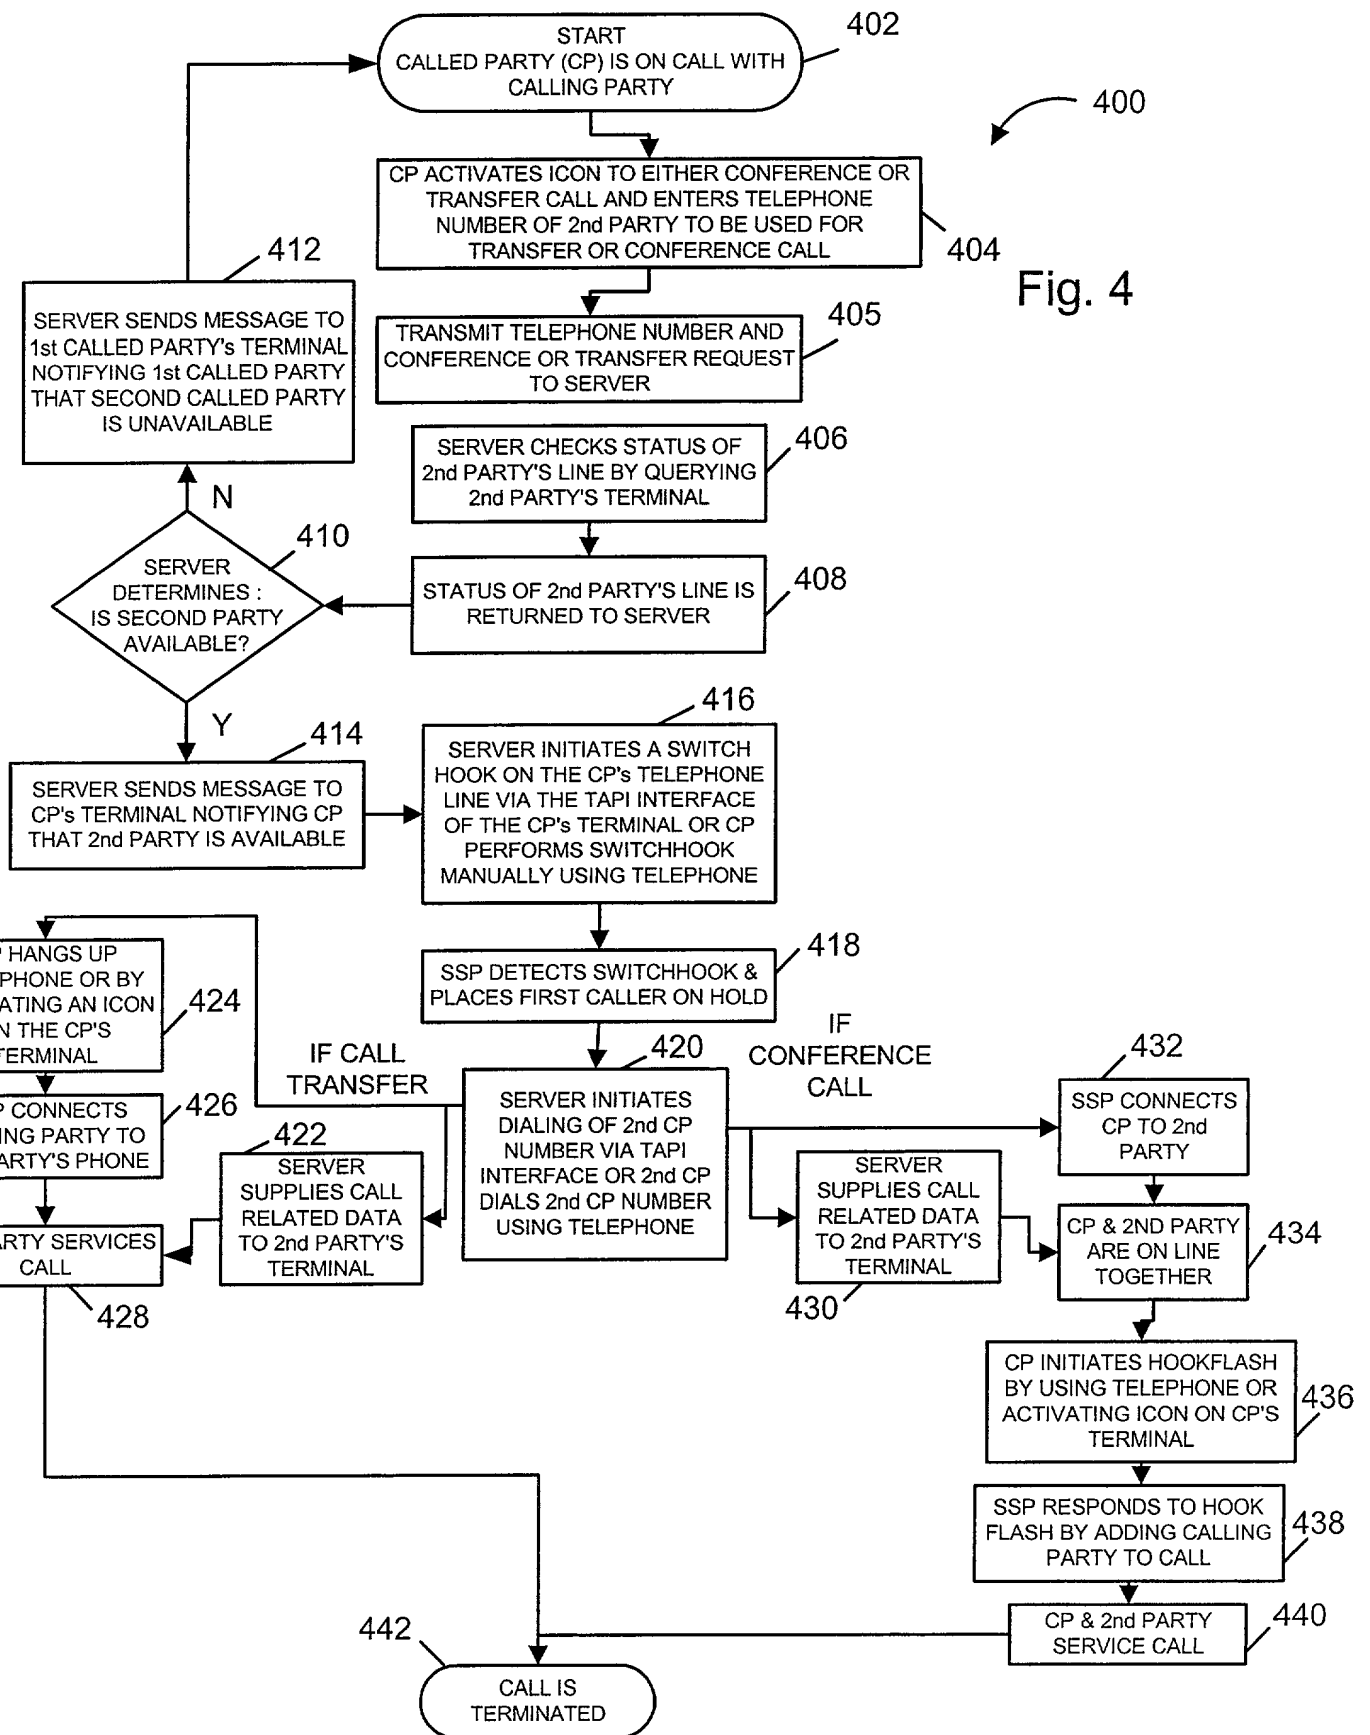 START
CALLED PARTY (CP) IS ON CALL WITH
CALLING PARTY
402
400
CP ACTIVATES ICON TO EITHER CONFERENCE OR
TRANSFER CALL AND ENTERS TELEPHONE
NUMBER OF 2nd PARTY TO BE USED FOR
TRANSFER OR CONFERENCE CALL
404
Fig. 4
412
SERVER SENDS MESSAGE TO
1st CALLED PARTY's TERMINAL
NOTIFYING 1st CALLED PARTY
THAT SECOND CALLED PARTY
IS UNAVAILABLE
TRANSMIT TELEPHONE NUMBER AND
CONFERENCE OR TRANSFER REQUEST
TO SERVER
405
SERVER CHECKS STATUS OF
2nd PARTY'S LINE BY QUERYING
2nd PARTY'S TERMINAL
406
N
410
SERVER
DETERMINES :
IS SECOND PARTY
AVAILABLE?
STATUS OF 2nd PARTY'S LINE IS
RETURNED TO SERVER
408
Y
414
SERVER SENDS MESSAGE TO
CP's TERMINAL NOTIFYING CP
THAT 2nd PARTY IS AVAILABLE
416
SERVER INITIATES A SWITCH
HOOK ON THE CP's TELEPHONE
LINE VIA THE TAPI INTERFACE
OF THE CP's TERMINAL OR CP
PERFORMS SWITCHHOOK
MANUALLY USING TELEPHONE
418
SSP DETECTS SWITCHHOOK &
PLACES FIRST CALLER ON HOLD
HANGS UP
PHONE OR BY
ATING AN ICON
N THE CP'S
TERMINAL
424
IF CALL
TRANSFER
420
IF
CONFERENCE
CALL
SERVER INITIATES
DIALING OF 2nd CP
NUMBER VIA TAPI
INTERFACE OR 2nd CP
DIALS 2nd CP NUMBER
USING TELEPHONE
432
SSP CONNECTS
CP TO 2nd
PARTY
CONNECTS
ING PARTY TO
PARTY'S PHONE
426
422
SERVER
SUPPLIES CALL
RELATED DATA
TO 2nd PARTY'S
TERMINAL
SERVER
SUPPLIES CALL
RELATED DATA
TO 2nd PARTY'S
TERMINAL
430
CP & 2ND PARTY
ARE ON LINE
TOGETHER
434
ARTY SERVICES
CALL
428
CP INITIATES HOOKFLASH
BY USING TELEPHONE OR
ACTIVATING ICON ON CP'S
TERMINAL
436
SSP RESPONDS TO HOOK
FLASH BY ADDING CALLING
PARTY TO CALL
438
CP & 2nd PARTY
SERVICE CALL
440
442
CALL IS
TERMINATED